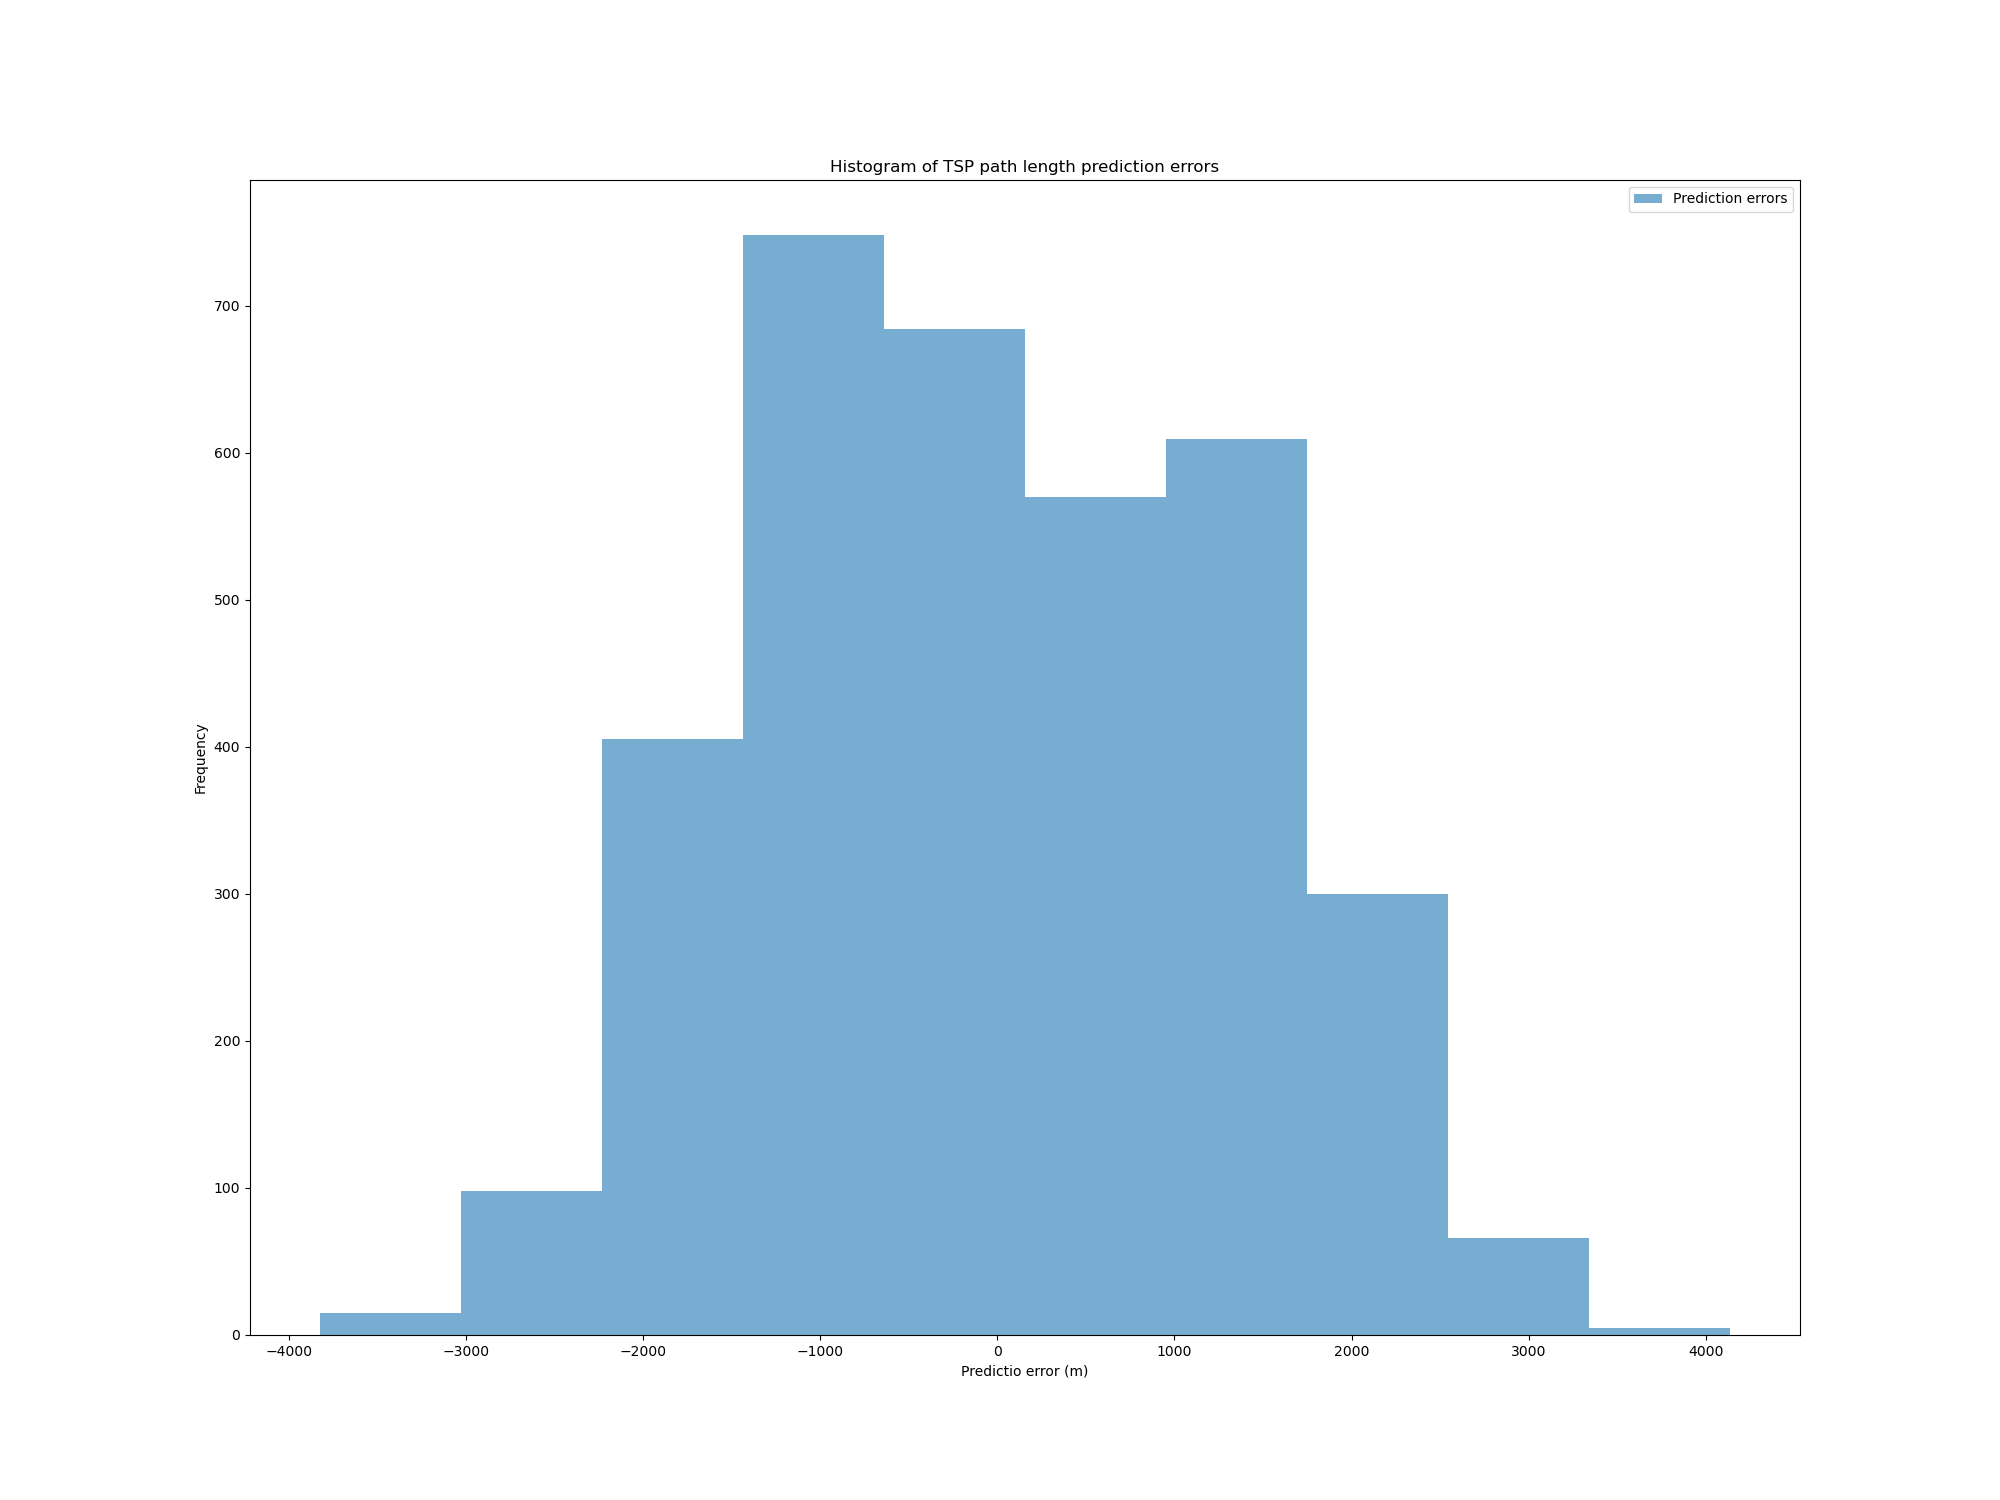 Histogram of TSP path length prediction errors
Prediction errors
700
600
500
400
300
200
100
0
Frequency
−4000 −3000 −2000 −1000 0 1000 2000 3000 4000
Predictio error (m)